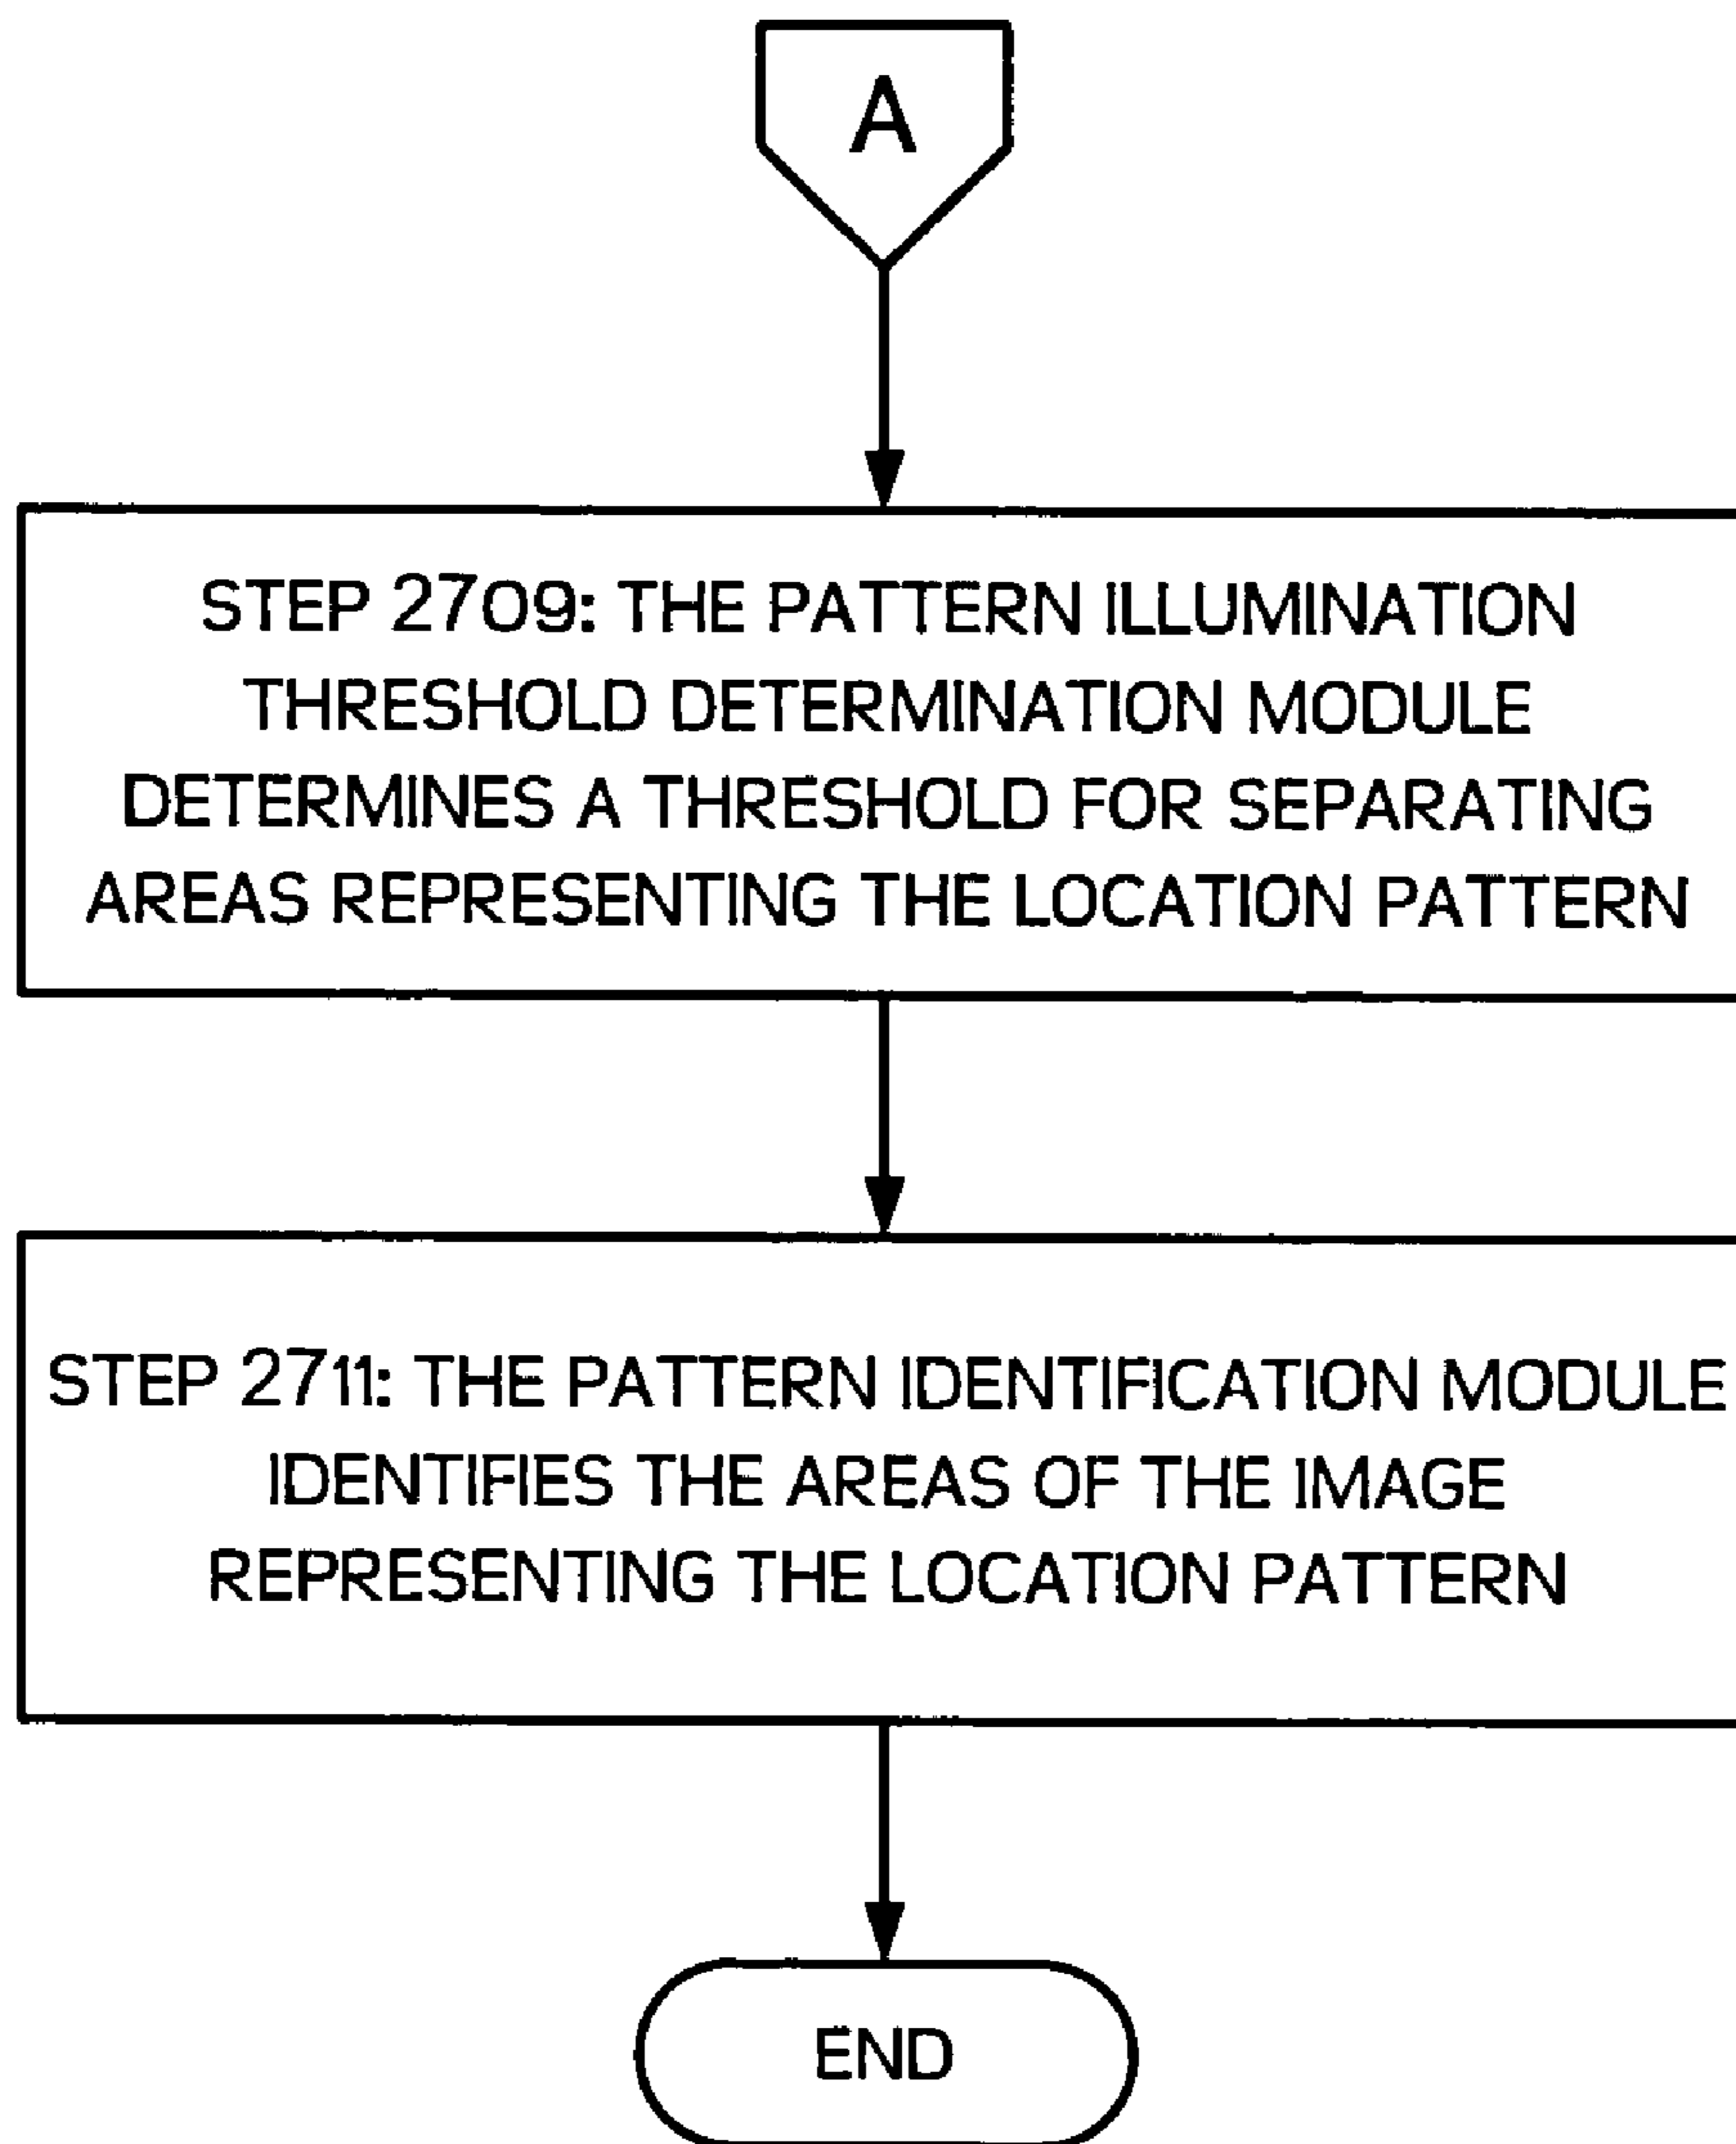 A
STEP 2709: THE PATTERN ILLUMINATION
THRESHOLD DETERMINATION MODULE
DETERMINES A THRESHOLD FOR SEPARATING
AREAS REPRESENTING THE LOCATION PATTERN
STEP 2711: THE PATTERN IDENTIFICATION MODULE
IDENTIFIES THE AREAS OF THE IMAGE
REPRESENTING THE LOCATION PATTERN
END